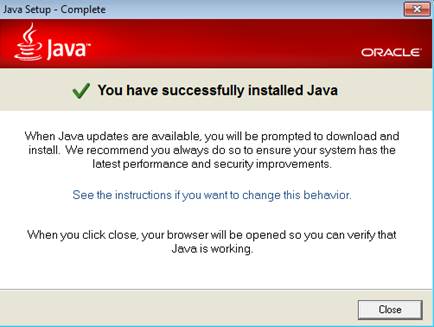 Java Setup - Complete
Java™
ORACLE®
You have successfully installed Java
When Java updates are available, you will be prompted to download and
install. We recommend you always do so to ensure your system has the
latest performance and security improvements.
See the instructions if you want to change this behavior.
When you click close, your browser will be opened so you can verify that
Java is working.
Close